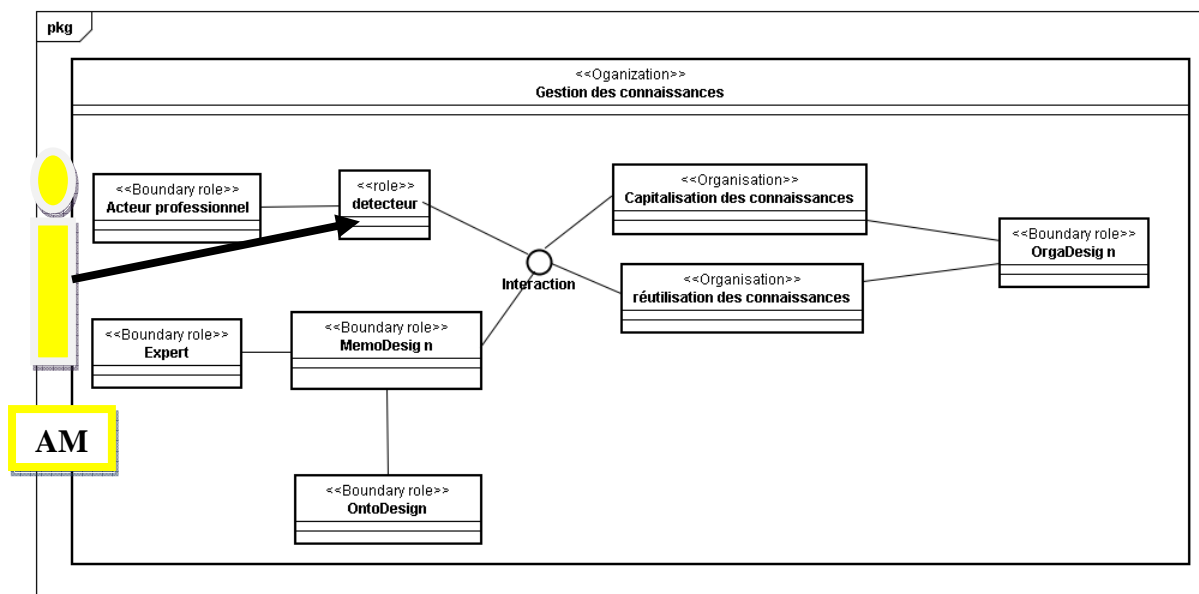 pkg
<<Oganization>>
Gestion des connaissances
<<Boundary role>>
Acteur professionnel
<<role>>
detecteur
<<Organisation>>
Capitalisation des connaissances
<<Boundary role>>
OrgaDesig n
Interaction
<<Organisation>>
réutilisation des connaissances
<<Boundary role>>
Expert
<<Boundary role>>
MemoDesig n
AM
<<Boundary role>>
OntoDesign